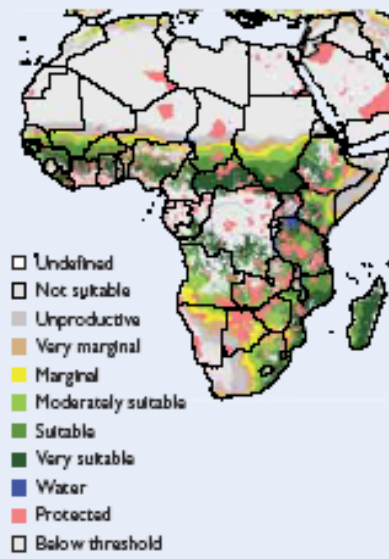 Undefined
Not suitable
Unproductive
Very marginal
Marginal
Moderately suitable
Suitable
Very suitable
Water
Protected
Below threshold